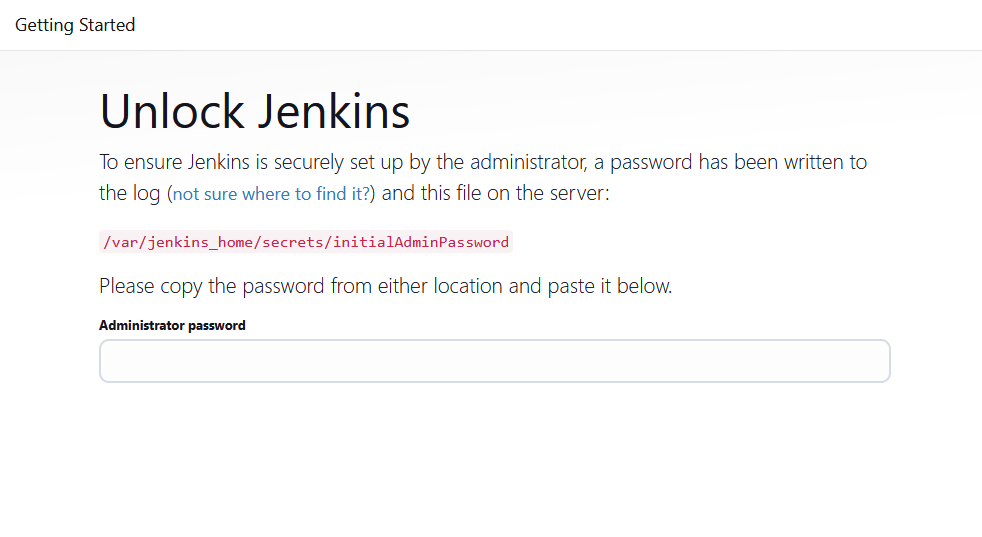 Getting Started
Unlock Jenkins
To ensure Jenkins is securely set up by the administrator, a password has been written to
the log (not sure where to find it?) and this file on the server:
/var/jenkins_home/secrets/initialAdminPassword
Please copy the password from either location and paste it below.
Administrator password